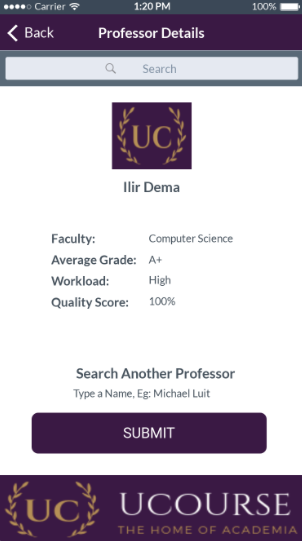 Carrier 1:20 PM 100%
Back Professor Details
Search
UC
Ilir Dema
Faculty: Computer Science
Average Grade: A+
Workload: High
Quality Score: 100%
Search Another Professor
Type a Name, Eg: Michael Luit
SUBMIT
UC UCOURSE
THE HOME OF ACADEMIA